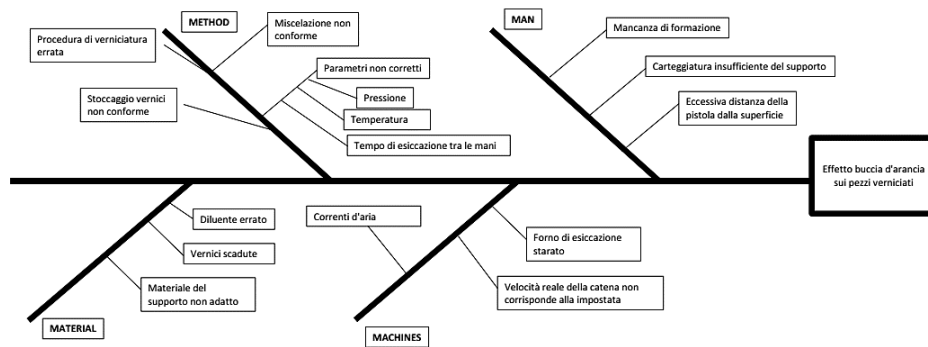 METHOD
Miscelazione non
conforme
Procedura di verniciatura
errata
Parametri non corretti
Pressione
Temperatura
Tempo di esiccazione tra le mani
Stoccaggio vernici
non conforme
MAN
Mancanza di formazione
Carteggiatura insufficiente del supporto
Eccessiva distanza della
pistola dalla superficie
Effetto buccia d'arancia
sui pezzi verniciati
Diluente errato
Vernici scadute
Materiale del
supporto non adatto
MATERIAL
Correnti d'aria
Forno di esiccazione
starato
Velocità reale della catena non
corrisponde alla impostata
MACHINES